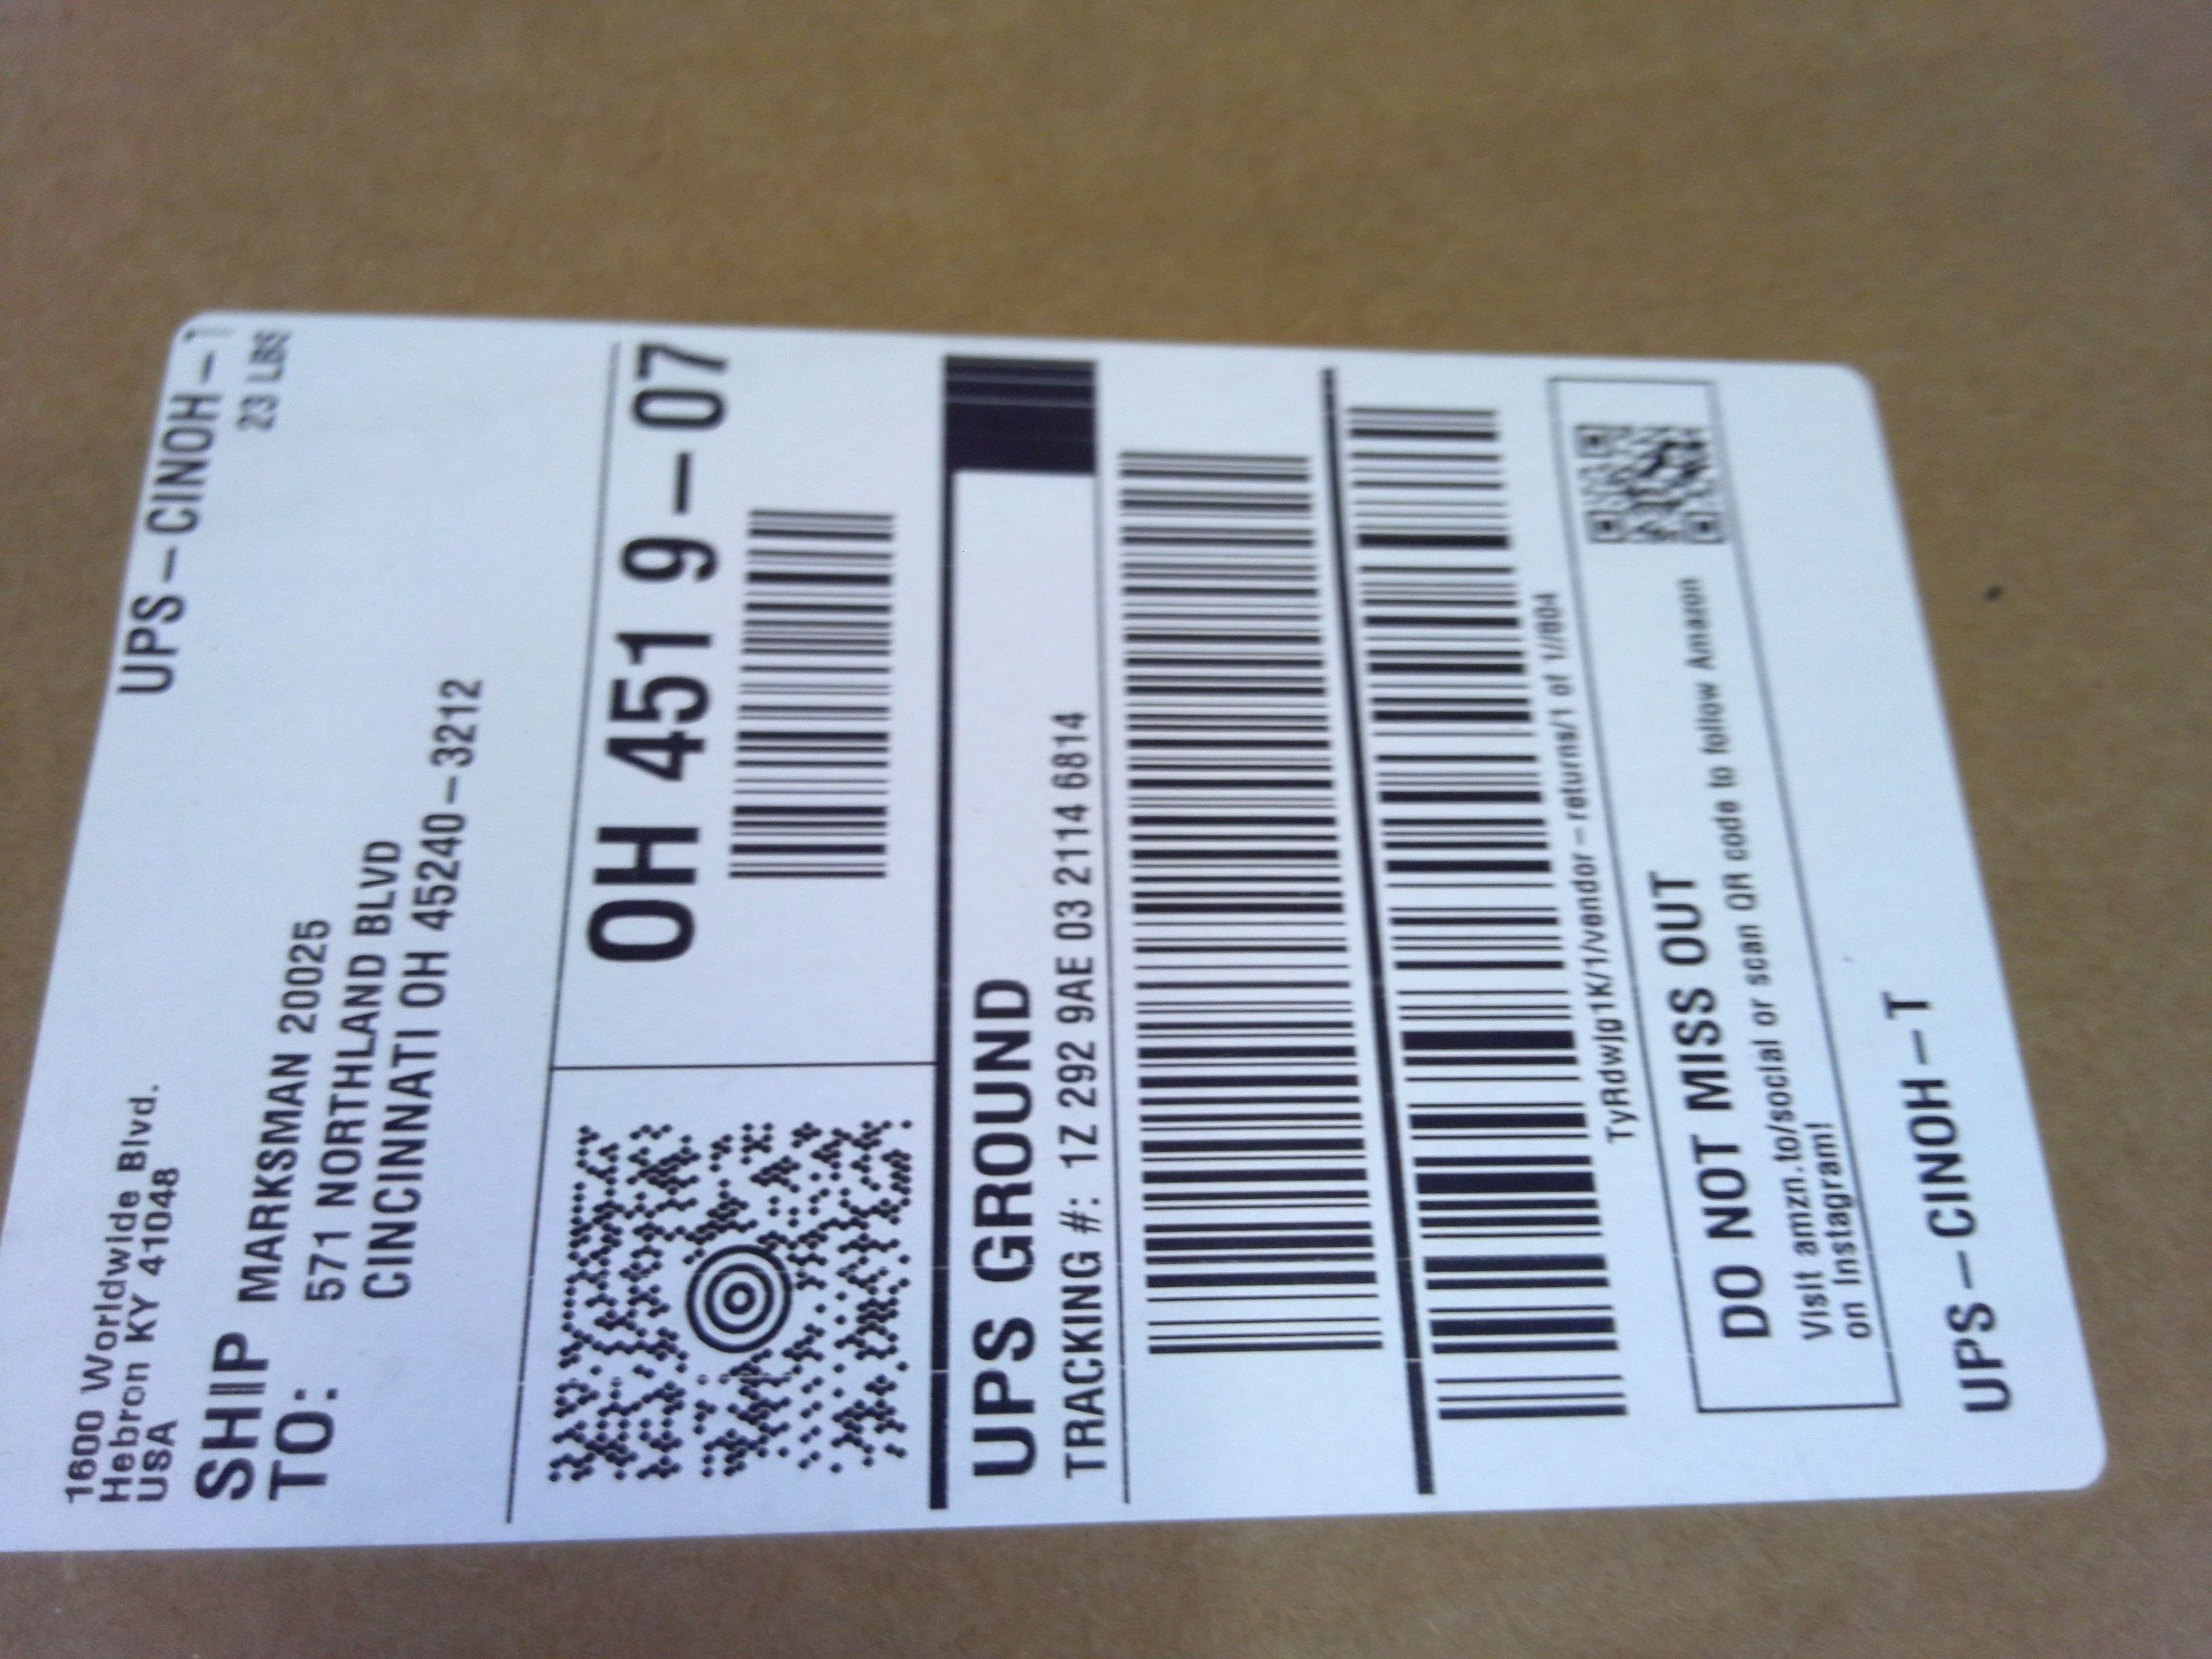 UPS-CINOH-T
23 LBS
1600 Worldwide Blvd.
Hebron KY 41048
USA
SHIP TO:
MARKSMAN 20025
571 NORTHLAND BLVD
CINCINNATI OH 45240-3212
OH 451 9-07
UPS GROUND
TRACKING #: 1Z 292 9AE 03 2114 6814
TyRdwJg1K/1/vendor-returns/1 of 1/804
DO NOT MISS OUT
Visit amzn.to/social or scan QR code to follow Amazon
on Instagram!
UPS-CINOH-T